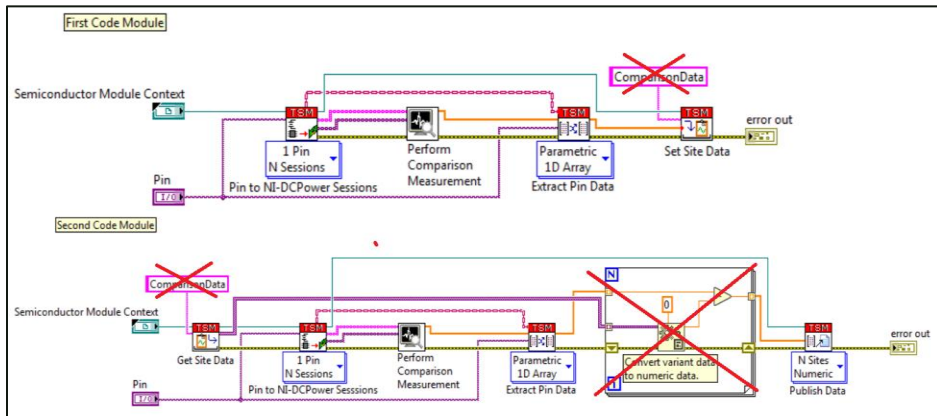 First Code Module
ComparisonData
Semiconductor Module Context
TSM
TSM
TSM
error out
1 Pin
N Sessions
Perform
Comparison
Measurement
Parametric
1D Array
Set Site Data
Pin
Pin to NI-DCPower Sessions
Extract Pin Data
I/O
Second Code Module
ComparisonData
N
0
Semiconductor Module Context
TSM
TSM
TSM
TSM
error out
Get Site Data
1 Pin
N Sessions
Perform
Comparison
Measurement
Parametric
1D Array
Convert variant data
to numeric data.
N Sites
Numeric
Pin
Pin to NI-DCPower Sesssions
Extract Pin Data
i
Publish Data
I/O